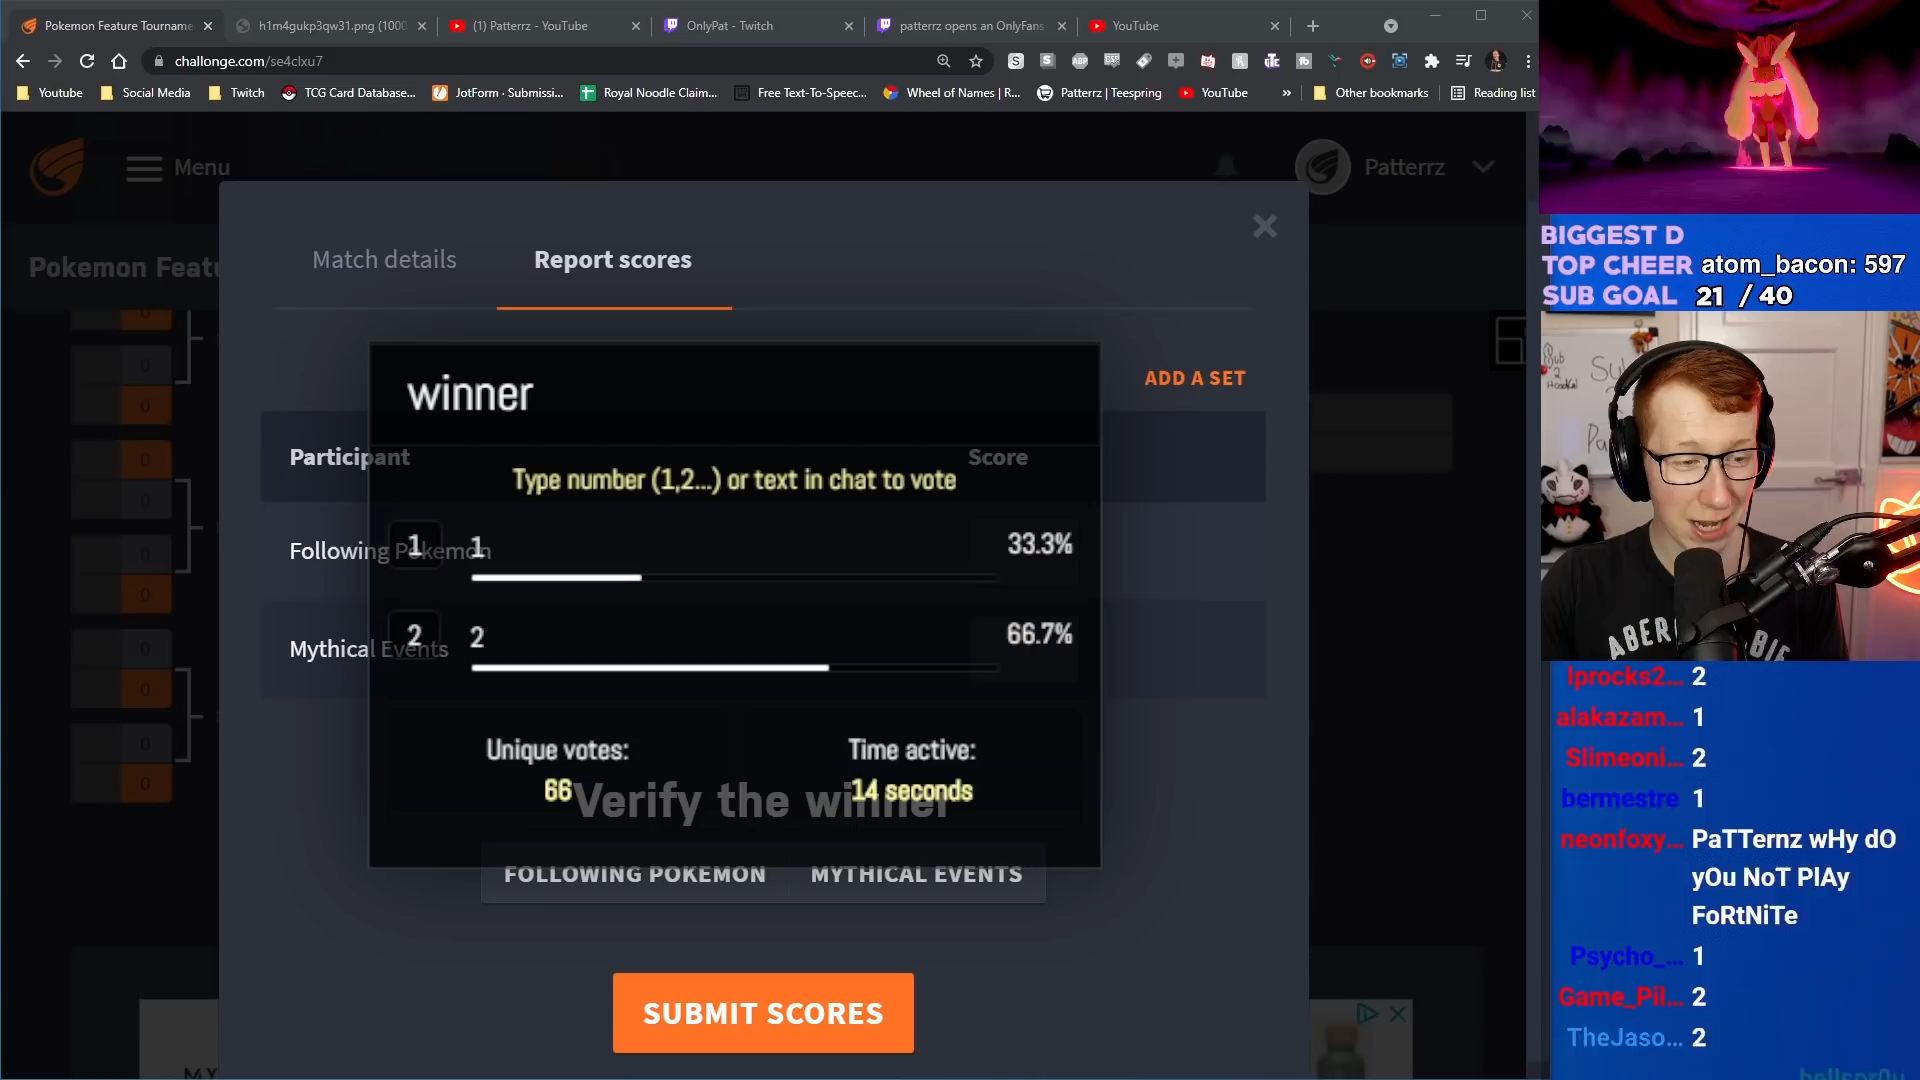 Pokemon Feature Tourname
h1m4gukp3qw31.png (1000
(1) Patterrz - YouTube
OnlyPat - Twitch
patterrz opens an OnlyFans
YouTube
challonge.com/se4clxu7
Youtube
Social Media
Twitch
TCG Card Database...
JotForm · Submissi...
Royal Noodle Claim...
Free Text-To-Speec...
Wheel of Names | R...
Patterrz | Teespring
YouTube
»
Other bookmarks
Reading list
Menu
Patterrz
Pokemon Featu
Match details
Report scores
ADD A SET
winner
Participant
Score
Type number (1,2...) or text in chat to vote
Following Pokemon
1
1
33.3%
Mythical Events
2
2
66.7%
Unique votes:
66
Time active:
14 seconds
Verify the winner
FOLLOWING POKEMON
MYTHICAL EVENTS
SUBMIT SCORES
BIGGEST D
TOP CHEER atom_bacon: 597
SUB GOAL 21 / 40
lprocks2... 2
alakazam... 1
Slimeoni... 2
bermestre 1
neonfoxy... PaTTernz wHy dO
yOu NoT PlAy
FoRtNiTe
Psycho_... 1
Game_Pil... 2
TheJaso... 2